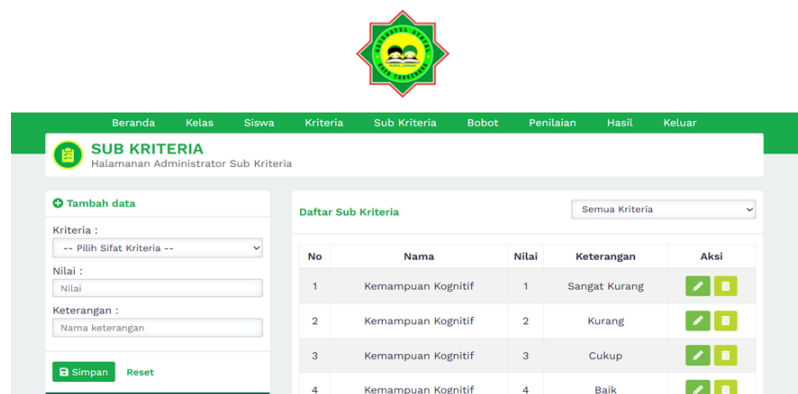 Beranda Kelas Siswa Kriteria Sub Kriteria Bobot Penilaian Hasil Keluar
SUB KRITERIA
Halamanan Administrator Sub Kriteria
Tambah data
Kriteria :
-- Pilih Sifat Kriteria --
Nilai :
Nilai
Keterangan :
Nama keterangan
Simpan Reset
Daftar Sub Kriteria Semua Kriteria
No Nama Nilai Keterangan Aksi
1 Kemampuan Kognitif 1 Sangat Kurang
2 Kemampuan Kognitif 2 Kurang
3 Kemampuan Kognitif 3 Cukup
4 Kemampuan Kognitif 4 Baik